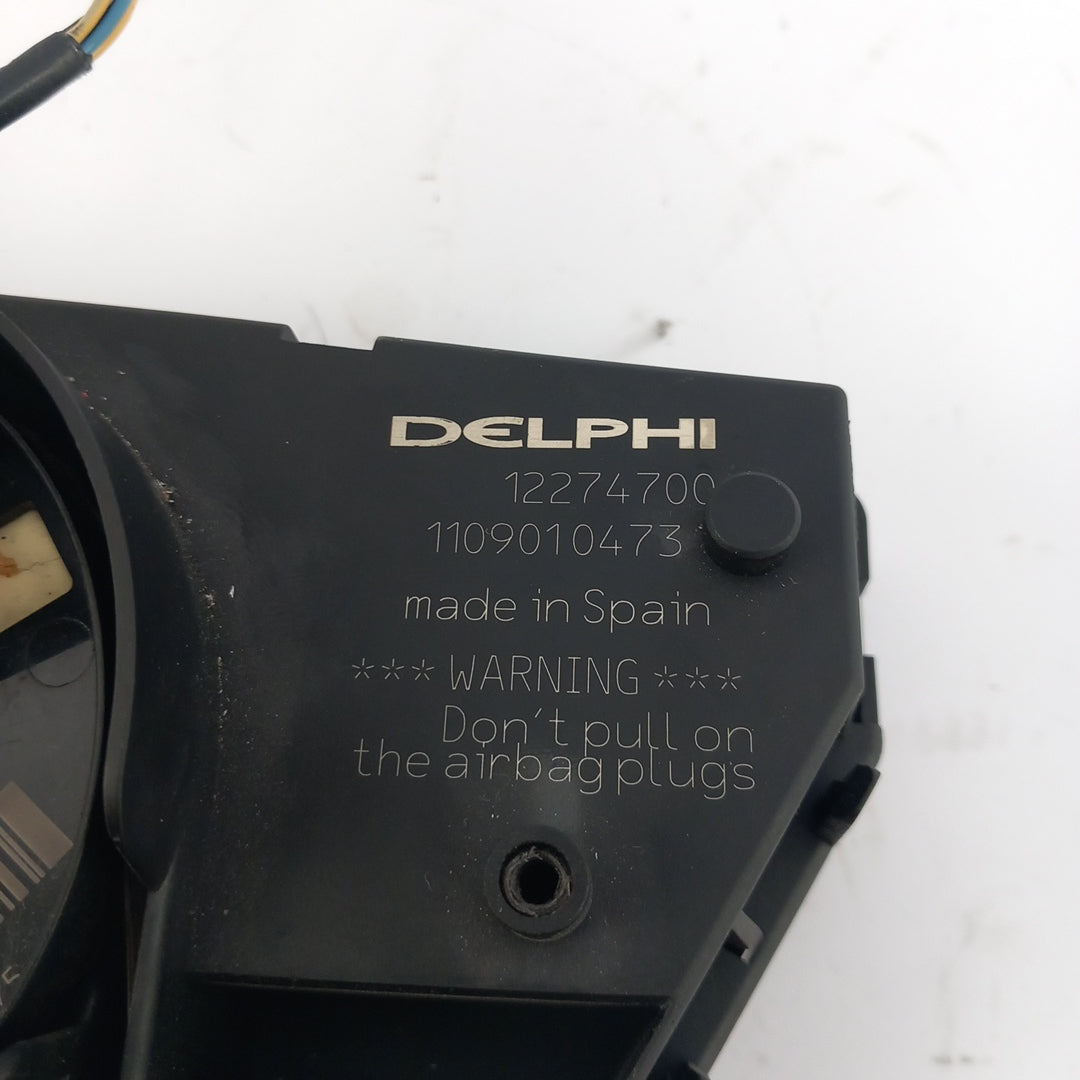 DELPHI
12274700
1109010473
made in Spain
*** WARNING ***
Don't pull on
the airbag plugs